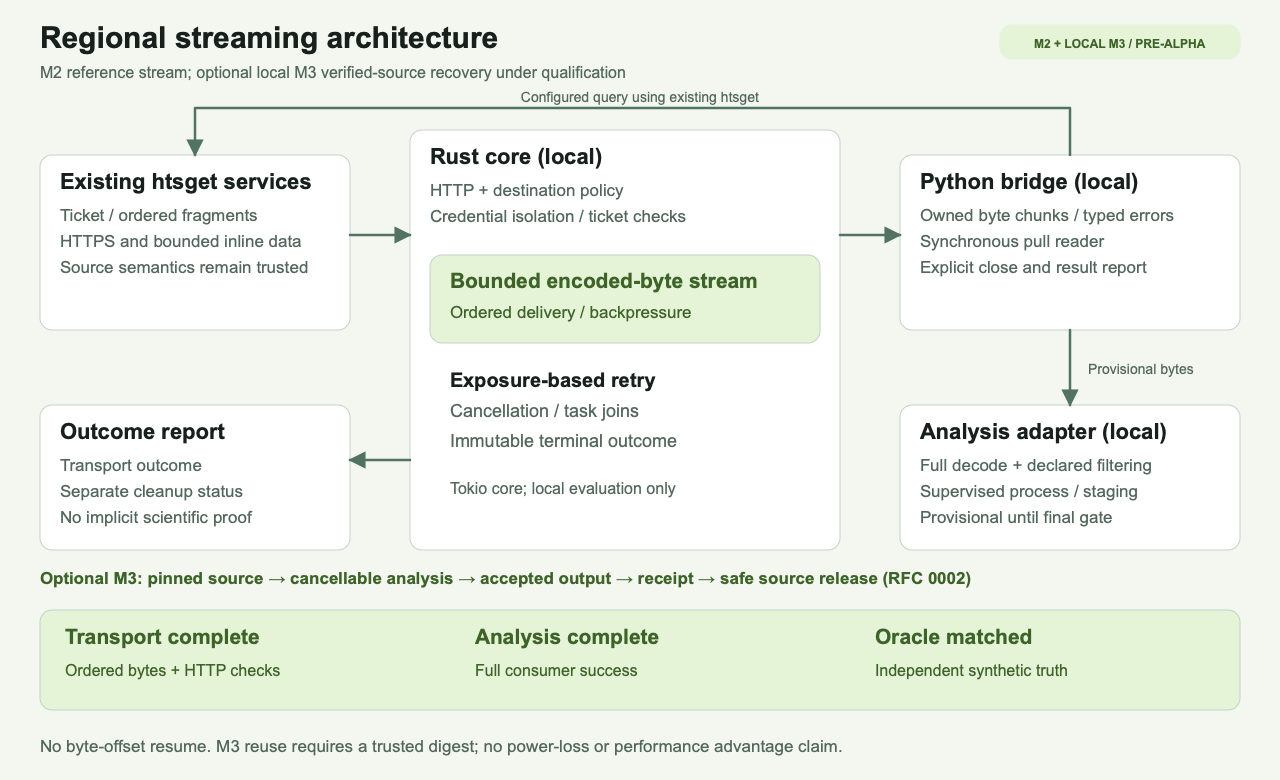 Regional streaming architecture
M2 + LOCAL M3 / PRE-ALPHA
M2 reference stream; optional local M3 verified-source recovery under qualification
Configured query using existing htsget
Existing htsget services
Ticket / ordered fragments
HTTPS and bounded inline data
Source semantics remain trusted
Rust core (local)
HTTP + destination policy
Credential isolation / ticket checks
Bounded encoded-byte stream
Ordered delivery / backpressure
Exposure-based retry
Cancellation / task joins
Immutable terminal outcome
Tokio core; local evaluation only
Python bridge (local)
Owned byte chunks / typed errors
Synchronous pull reader
Explicit close and result report
Provisional bytes
Outcome report
Transport outcome
Separate cleanup status
No implicit scientific proof
Analysis adapter (local)
Full decode + declared filtering
Supervised process / staging
Provisional until final gate
Optional M3: pinned source → cancellable analysis → accepted output → receipt → safe source release (RFC 0002)
Transport complete
Ordered bytes + HTTP checks
Analysis complete
Full consumer success
Oracle matched
Independent synthetic truth
No byte-offset resume. M3 reuse requires a trusted digest; no power-loss or performance advantage claim.